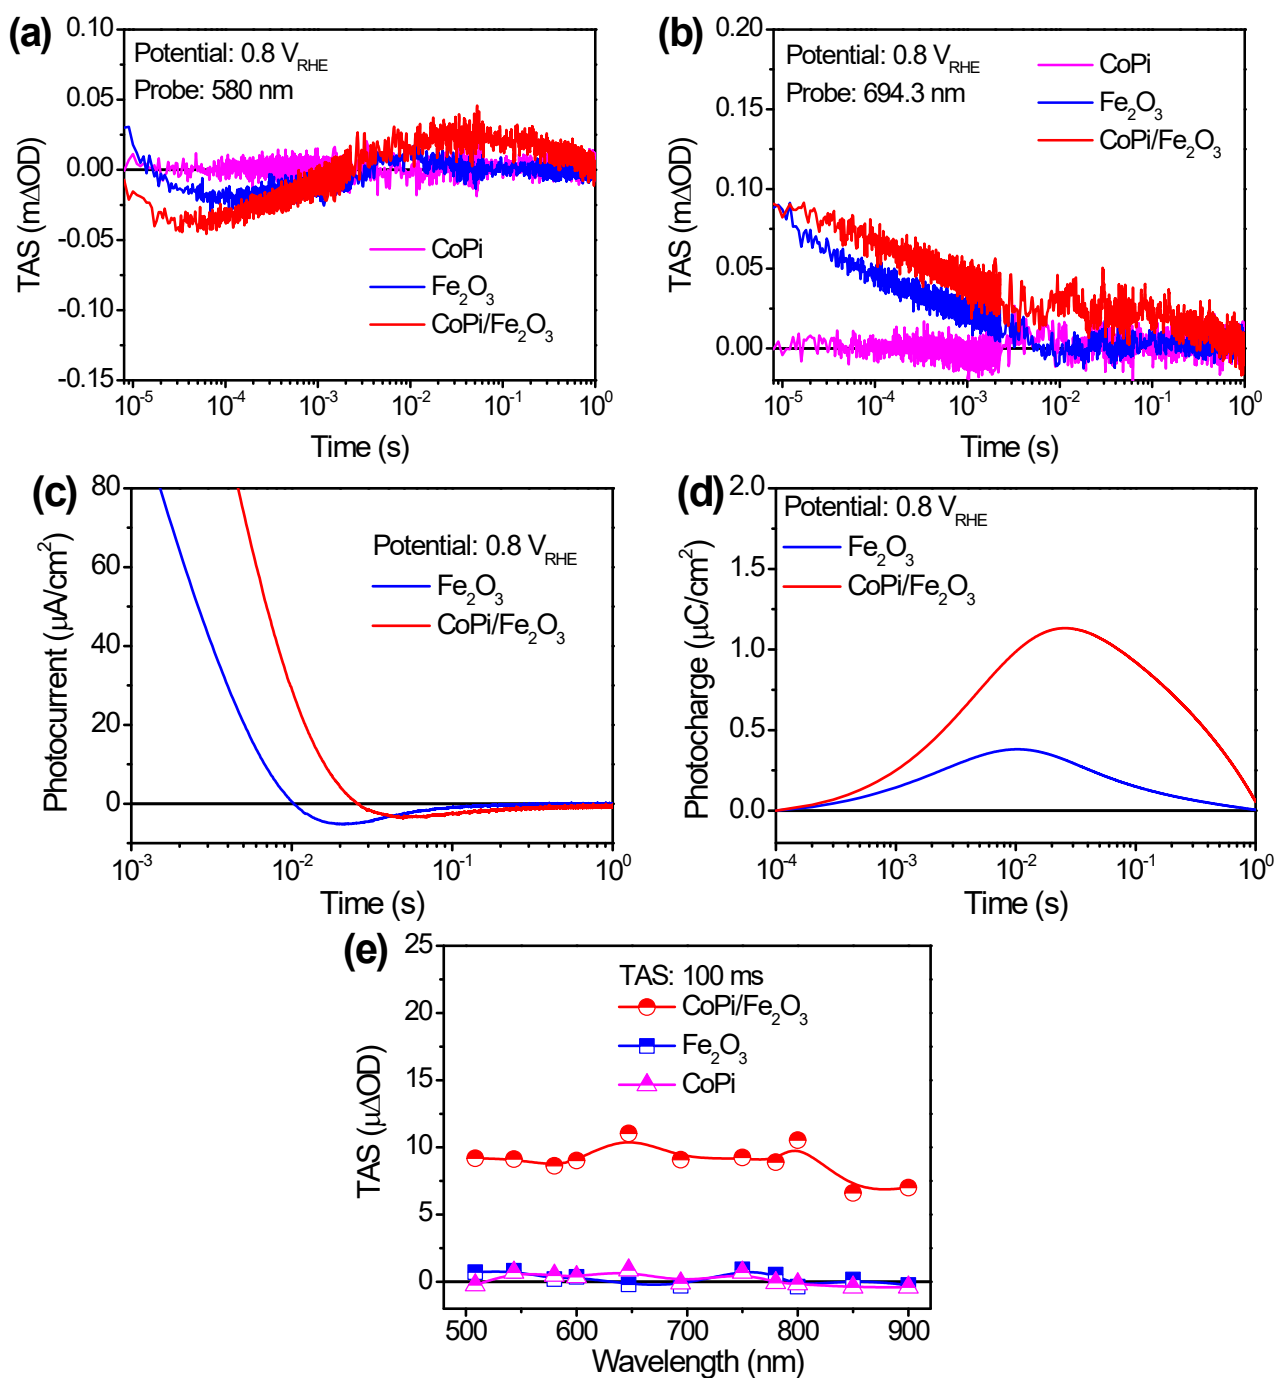 (a)
Potential: 0.8 V_RHE
Probe: 580 nm
CoPi
Fe₂O₃
CoPi/Fe₂O₃
0.10
0.05
0.00
-0.05
-0.10
-0.15
TAS (mΔOD)
10⁻⁵ 10⁻⁴ 10⁻³ 10⁻² 10⁻¹ 10⁰
Time (s)
(b)
Potential: 0.8 V_RHE
Probe: 694.3 nm
CoPi
Fe₂O₃
CoPi/Fe₂O₃
0.20
0.15
0.10
0.05
0.00
TAS (mΔOD)
10⁻⁵ 10⁻⁴ 10⁻³ 10⁻² 10⁻¹ 10⁰
Time (s)
(c)
Potential: 0.8 V_RHE
Fe₂O₃
CoPi/Fe₂O₃
80
60
40
20
0
Photocurrent (μA/cm²)
10⁻³ 10⁻² 10⁻¹ 10⁰
Time (s)
(d)
Potential: 0.8 V_RHE
Fe₂O₃
CoPi/Fe₂O₃
2.0
1.5
1.0
0.5
0.0
Photocharge (μC/cm²)
10⁻⁴ 10⁻³ 10⁻² 10⁻¹ 10⁰
Time (s)
(e)
TAS: 100 ms
CoPi/Fe₂O₃
Fe₂O₃
CoPi
25
20
15
10
5
0
TAS (μΔOD)
500 600 700 800 900
Wavelength (nm)